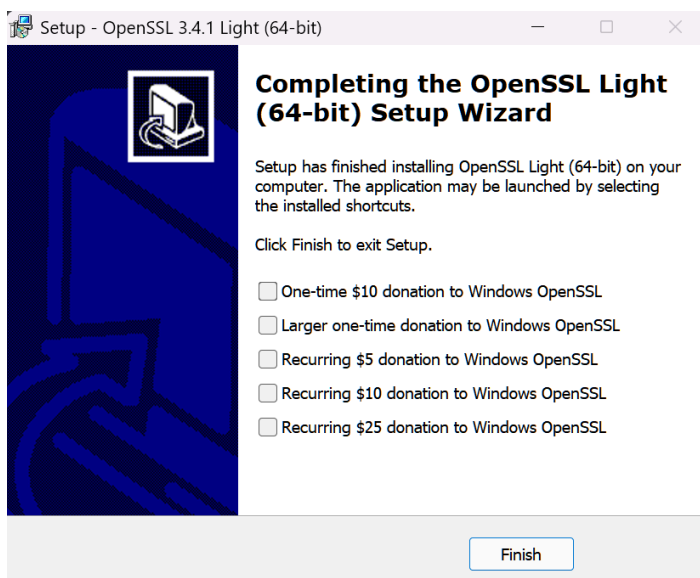 Setup - OpenSSL 3.4.1 Light (64-bit)
Completing the OpenSSL Light
(64-bit) Setup Wizard
Setup has finished installing OpenSSL Light (64-bit) on your
computer. The application may be launched by selecting
the installed shortcuts.
Click Finish to exit Setup.
One-time $10 donation to Windows OpenSSL
Larger one-time donation to Windows OpenSSL
Recurring $5 donation to Windows OpenSSL
Recurring $10 donation to Windows OpenSSL
Recurring $25 donation to Windows OpenSSL
Finish